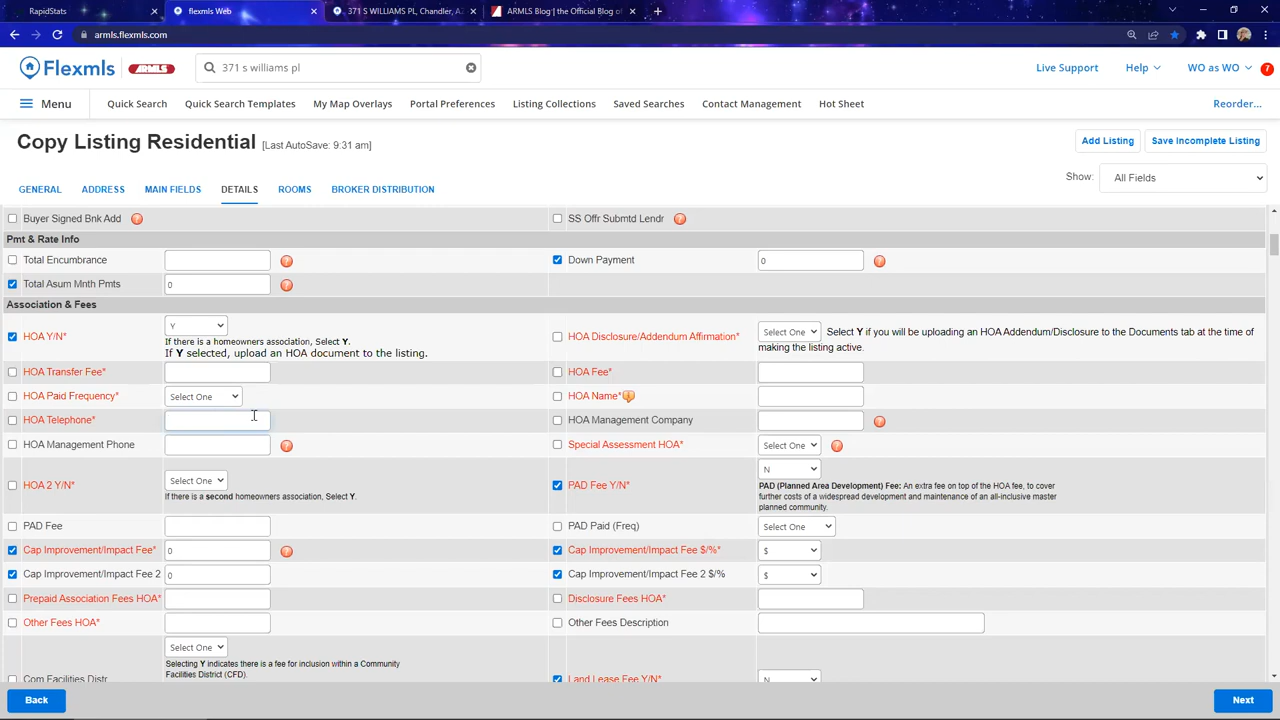 RapidStats
flexmls Web
371 S WILLIAMS PL, Chandler, AZ
ARMLS Blog | the Official Blog of
armls.flexmls.com
Flexmls
ARMLS
371 s williams pl
Live Support
Help
WO as WO
7
Menu
Quick Search
Quick Search Templates
My Map Overlays
Portal Preferences
Listing Collections
Saved Searches
Contact Management
Hot Sheet
Reorder...
Copy Listing Residential [Last AutoSave: 9:31 am]
Add Listing
Save Incomplete Listing
GENERAL
ADDRESS
MAIN FIELDS
DETAILS
ROOMS
BROKER DISTRIBUTION
Show:
All Fields
Buyer Signed Bnk Add ?
SS Offr Submtd Lendr ?
Pmt & Rate Info
Total Encumbrance ?
Down Payment 0 ?
Total Asum Mnth Pmts 0 ?
Association & Fees
HOA Y/N* Y
If there is a homeowners association, Select Y.
If Y selected, upload an HOA document to the listing.
HOA Disclosure/Addendum Affirmation* Select One Select Y if you will be uploading an HOA Addendum/Disclosure to the Documents tab at the time of
making the listing active.
HOA Transfer Fee*
HOA Fee*
HOA Paid Frequency* Select One
HOA Name*
HOA Telephone*
HOA Management Company ?
HOA Management Phone ?
Special Assessment HOA* Select One ?
HOA 2 Y/N* Select One
If there is a second homeowners association, Select Y.
PAD Fee Y/N* N
PAD (Planned Area Development) Fee: An extra fee on top of the HOA fee, to cover
further costs of a widespread development and maintenance of an all-inclusive master
planned community.
PAD Fee
PAD Paid (Freq) Select One
Cap Improvement/Impact Fee* 0 ?
Cap Improvement/Impact Fee $/%* $
Cap Improvement/Impact Fee 2 0
Cap Improvement/Impact Fee 2 $/% $
Prepaid Association Fees HOA*
Disclosure Fees HOA*
Other Fees HOA*
Other Fees Description
Select One
Selecting Y indicates there is a fee for inclusion within a Community
Facilities District (CFD).
Com Facilities Distr
Land Lease Fee Y/N* N
Back
Next